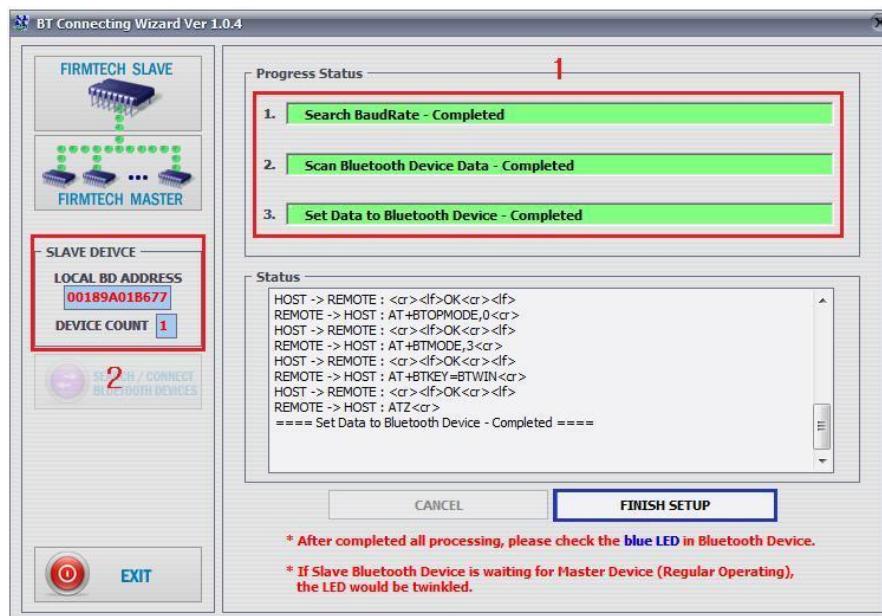 BT Connecting Wizard Ver 1.0.4
FIRMTECH SLAVE
FIRMTECH MASTER
SLAVE DEIVCE
LOCAL BD ADDRESS
00189A01B677
DEVICE COUNT 1
2
SEARCH / CONNECT
BLUETOOTH DEVICES
EXIT
Progress Status
1
1. Search BaudRate - Completed
2. Scan Bluetooth Device Data - Completed
3. Set Data to Bluetooth Device - Completed
Status
HOST -> REMOTE : <cr><lf>OK<cr><lf>
REMOTE -> HOST : AT+BTOPMODE,0<cr>
HOST -> REMOTE : <cr><lf>OK<cr><lf>
REMOTE -> HOST : AT+BTMODE,3<cr>
HOST -> REMOTE : <cr><lf>OK<cr><lf>
REMOTE -> HOST : AT+BTKEY=BTWIN<cr>
HOST -> REMOTE : <cr><lf>OK<cr><lf>
REMOTE -> HOST : ATZ<cr>
==== Set Data to Bluetooth Device - Completed ====
CANCEL
FINISH SETUP
* After completed all processing, please check the blue LED in Bluetooth Device.
* If Slave Bluetooth Device is waiting for Master Device (Regular Operating),
the LED would be twinkled.